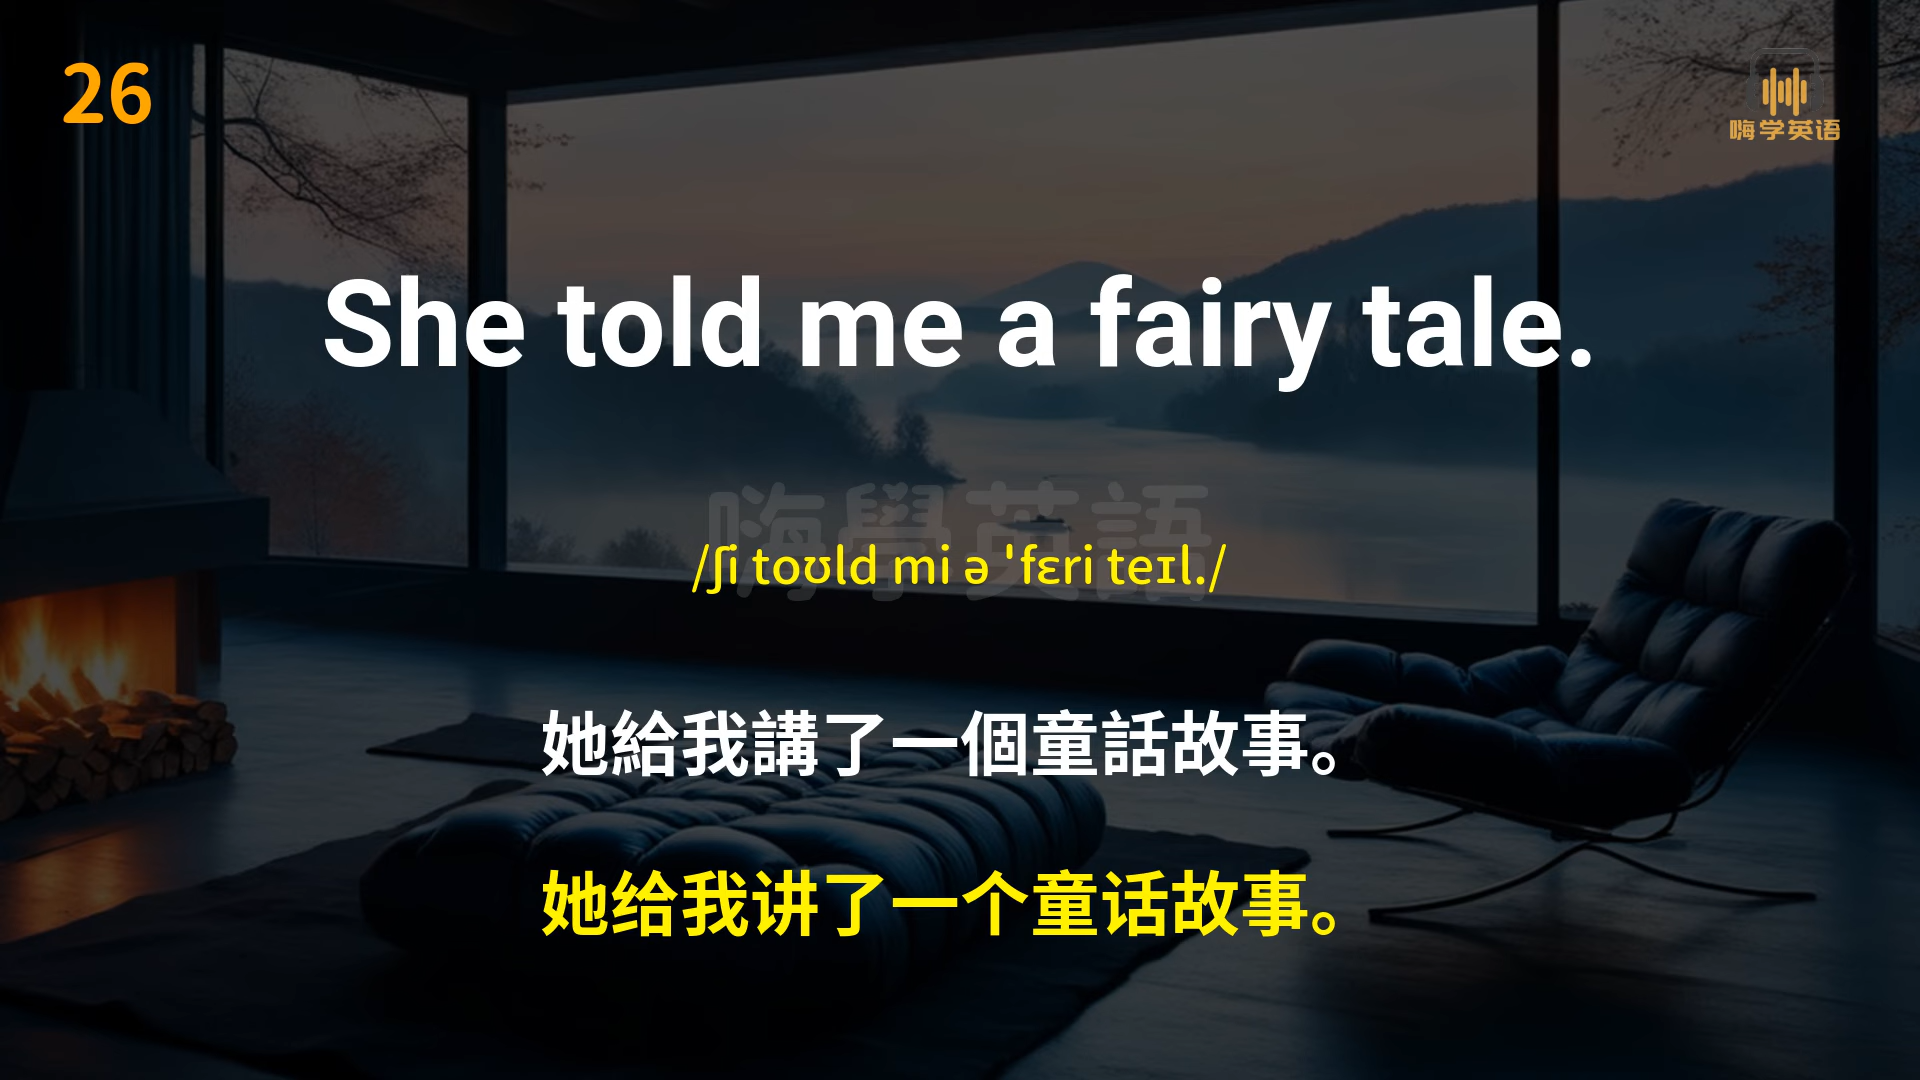 26
嗨学英语
She told me a fairy tale.
嗨學英語
/ʃi toʊld mi ə ˈfɛri teɪl./
她給我講了一個童話故事。
她给我讲了一个童话故事。